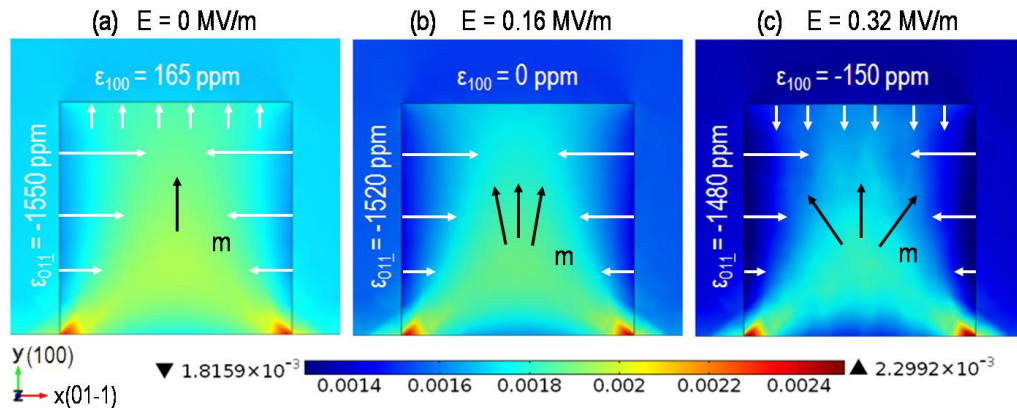 (a) E = 0 MV/m
(b) E = 0.16 MV/m
(c) E = 0.32 MV/m
ε100 = 165 ppm
ε011 = -1550 ppm
m
ε100 = 0 ppm
ε011 = -1520 ppm
m
ε100 = -150 ppm
ε011 = -1480 ppm
m
y (100)
z
x(01-1)
▼ 1.8159×10⁻³
0.0014 0.0016 0.0018 0.002 0.0022 0.0024
▲ 2.2992×10⁻³